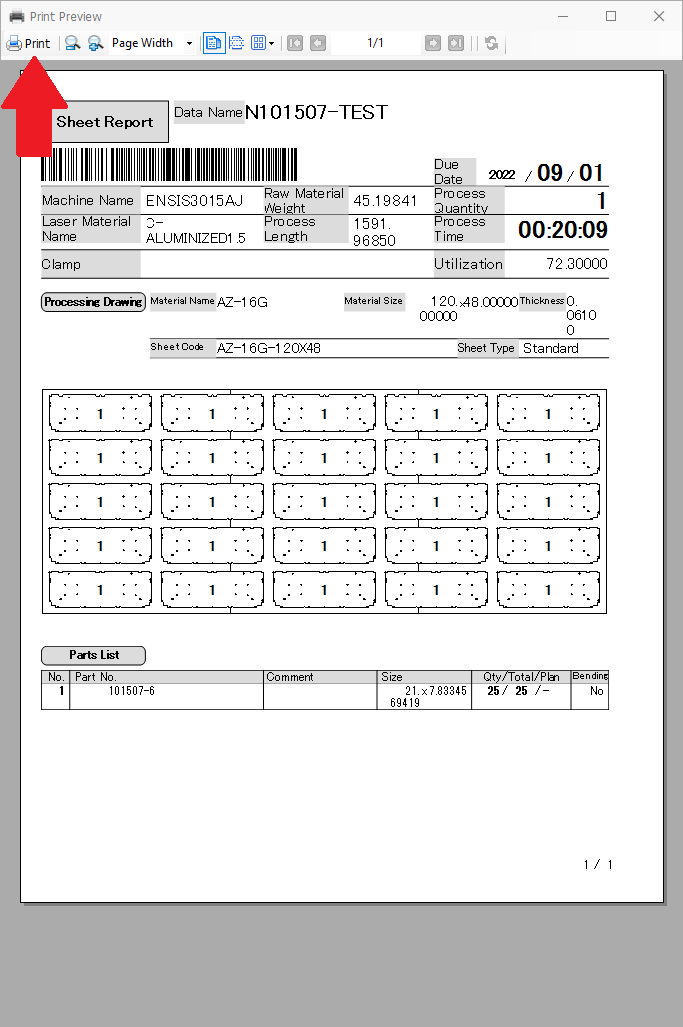 Print Preview
Print Page Width 1/1
Sheet Report Data Name N101507-TEST
Due Date 2022 / 09 / 01
Machine Name ENSIS3015AJ Raw Material Weight 45.19841 Process Quantity 1
Laser Material Name C-ALUMINIZED1.5 Process Length 1591.96850 Process Time 00:20:09
Clamp Utilization 72.30000
Processing Drawing Material Name AZ-16G Material Size 120.00000 x48.00000 Thickness 0.06100
Sheet Code AZ-16G-120X48 Sheet Type Standard
1 1 1 1 1
1 1 1 1 1
1 1 1 1 1
1 1 1 1 1
1 1 1 1 1
Parts List
No. Part No. Comment Size Qty/Total/Plan Bending
1 101507-6 21.69419 x 7.83345 25 / 25 / - No
1 / 1